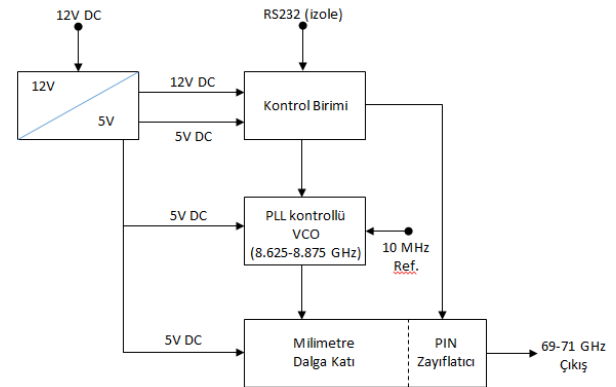 12V DC
RS232 (izole)
12V
5V
12V DC
5V DC
Kontrol Birimi
5V DC
PLL kontrollü
VCO
(8.625-8.875 GHz)
10 MHz
Ref.
5V DC
Milimetre
Dalga Katı
PIN
Zayıflatıcı
69-71 GHz
Çıkış